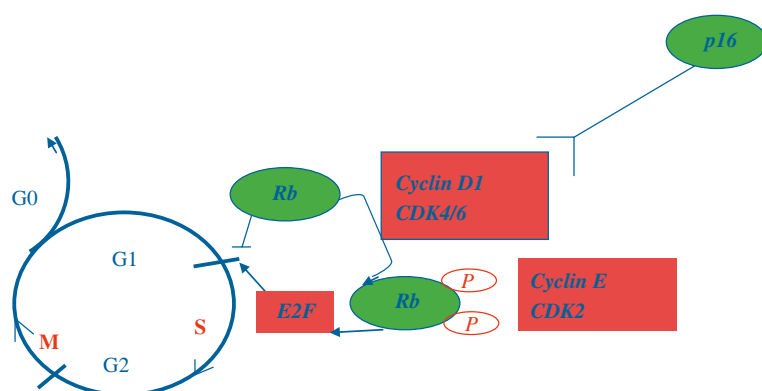 p16
Cyclin D1
CDK4/6
Rb
G0
G1
P
Cyclin E
CDK2
Rb
E2F
P
S
M
G2